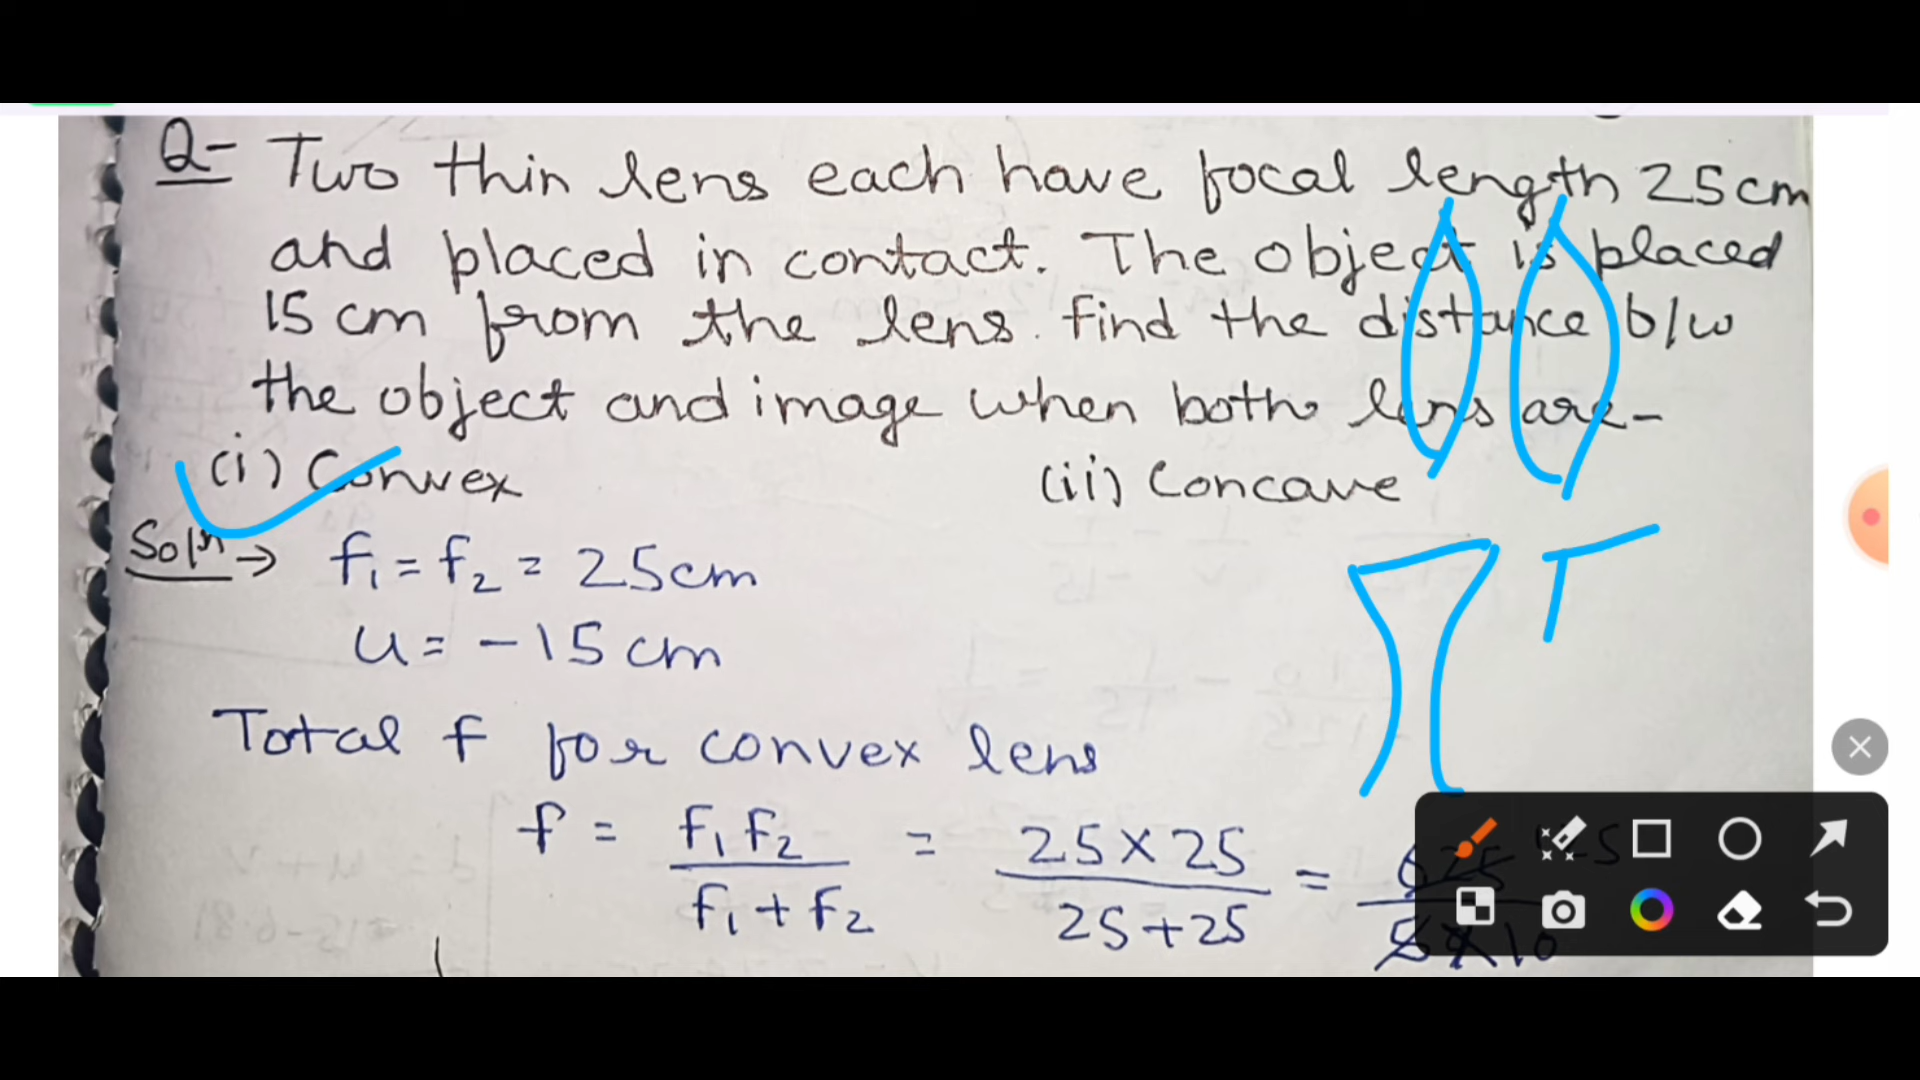 Q- Two thin lens each have focal length 25cm
and placed in contact. The object is placed
15 cm from the lens. find the distance b/w
the object and image when both lens are-
(i) Convex (ii) Concave
Soln → f₁ = f₂ = 25cm
u = -15 cm
Total f for convex lens
f = f₁f₂ / f₁+f₂ = 25×25 / 25+25 =